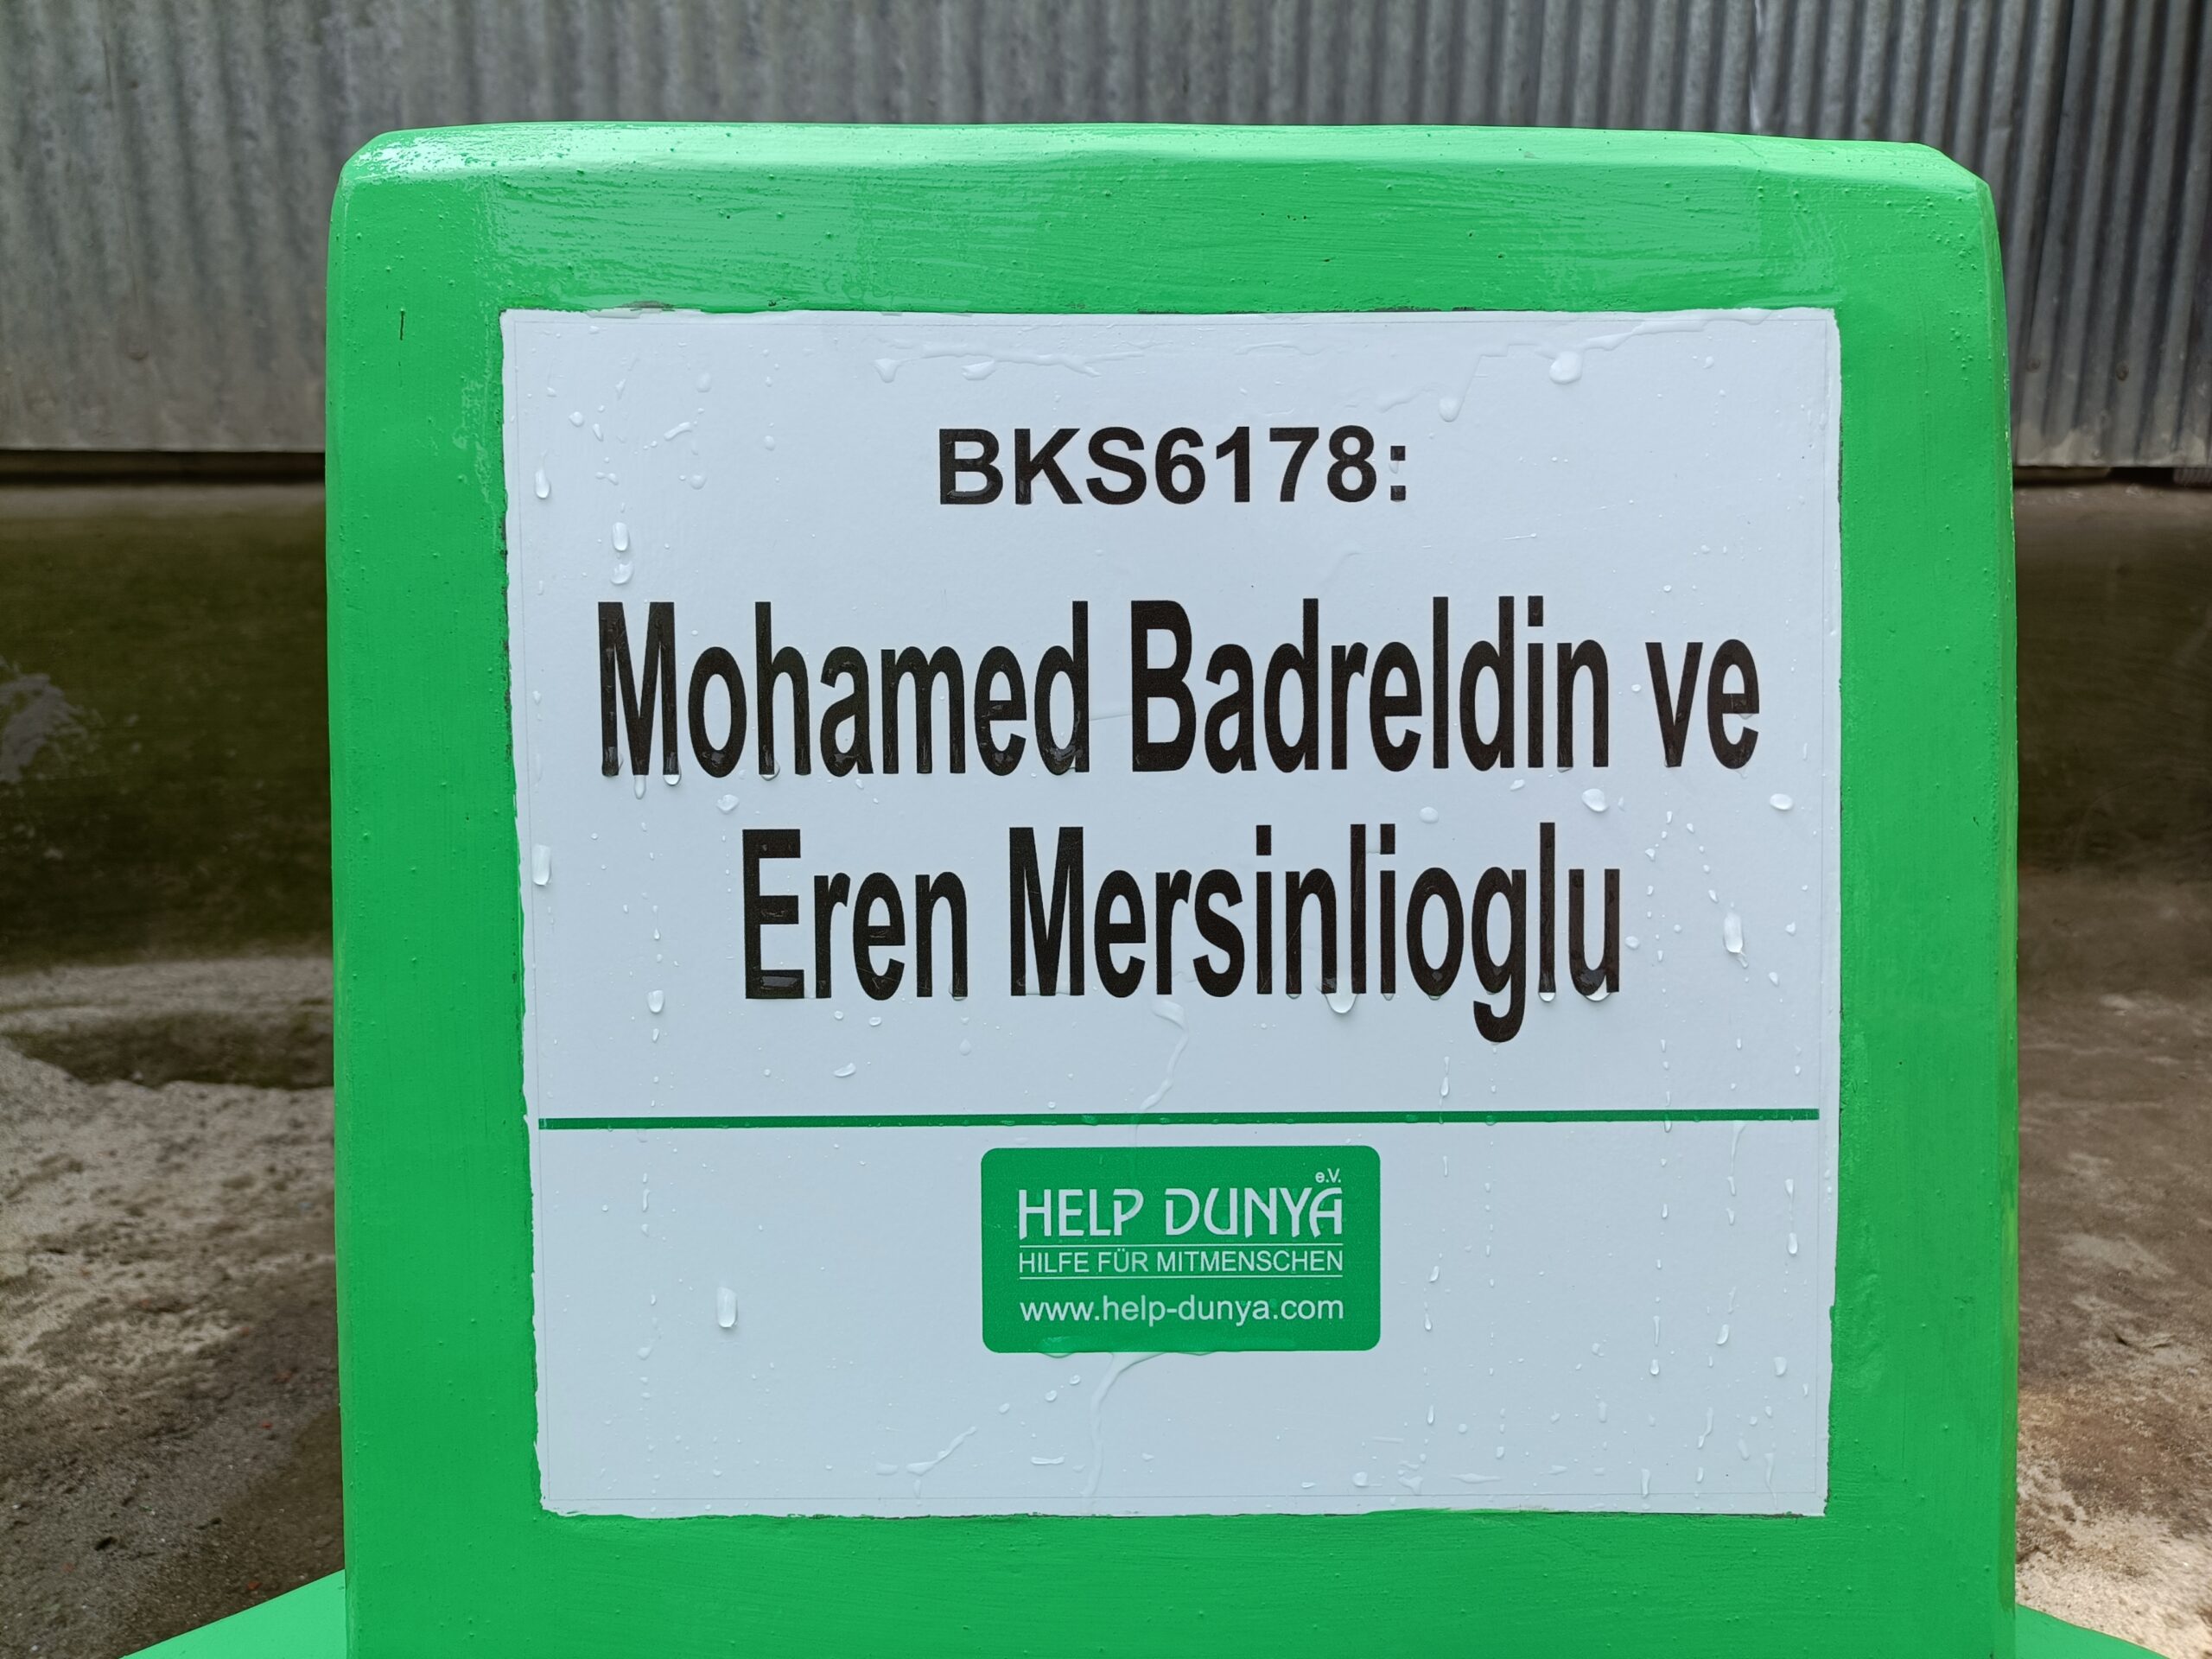 BKS6178:
Mohamed Badreldin ve
Eren Mersinlioglu
e.V.
HELP DUNYA
HILFE FÜR MITMENSCHEN
www.help-dunya.com